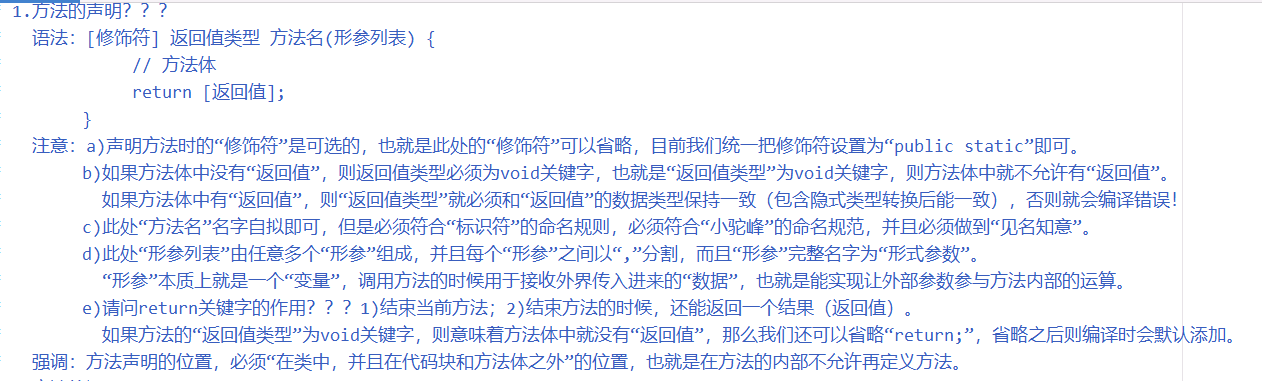 1.方法的声明？？？
语法：[修饰符] 返回值类型 方法名(形参列表) {
// 方法体
return [返回值];
}
注意：a)声明方法时的“修饰符”是可选的，也就是此处的“修饰符”可以省略，目前我们统一把修饰符设置为“public static”即可。
b)如果方法体中没有“返回值”，则返回值类型必须为void关键字，也就是“返回值类型”为void关键字，则方法体中就不允许有“返回值”。
如果方法体中有“返回值”，则“返回值类型”就必须和“返回值”的数据类型保持一致（包含隐式类型转换后能一致），否则就会编译错误！
c)此处“方法名”名字自拟即可，但是必须符合“标识符”的命名规则，必须符合“小驼峰”的命名规范，并且必须做到“见名知意”。
d)此处“形参列表”由任意多个“形参”组成，并且每个“形参”之间以“,”分割，而且“形参”完整名字为“形式参数”。
“形参”本质上就是一个“变量”，调用方法的时候用于接收外界传入进来的“数据”，也就是能实现让外部参数参与方法内部的运算。
e)请问return关键字的作用？？？1)结束当前方法；2)结束方法的时候，还能返回一个结果（返回值）。
如果方法的“返回值类型”为void关键字，则意味着方法体中就没有“返回值”，那么我们还可以省略“return;”，省略之后则编译时会默认添加。
强调：方法声明的位置，必须“在类中，并且在代码块和方法体之外”的位置，也就是在方法的内部不允许再定义方法。